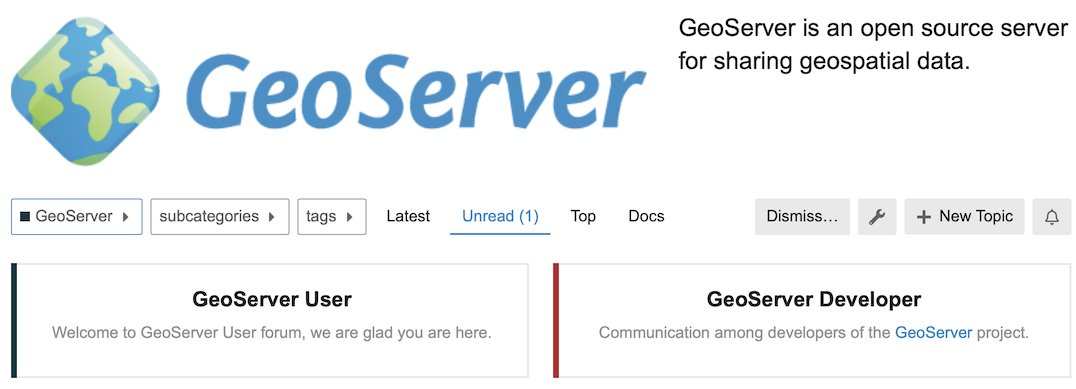 GeoServer
GeoServer is an open source server
for sharing geospatial data.
GeoServer subcategories tags Latest Unread (1) Top Docs Dismiss… New Topic
GeoServer User
Welcome to GeoServer User forum, we are glad you are here.
GeoServer Developer
Communication among developers of the GeoServer project.